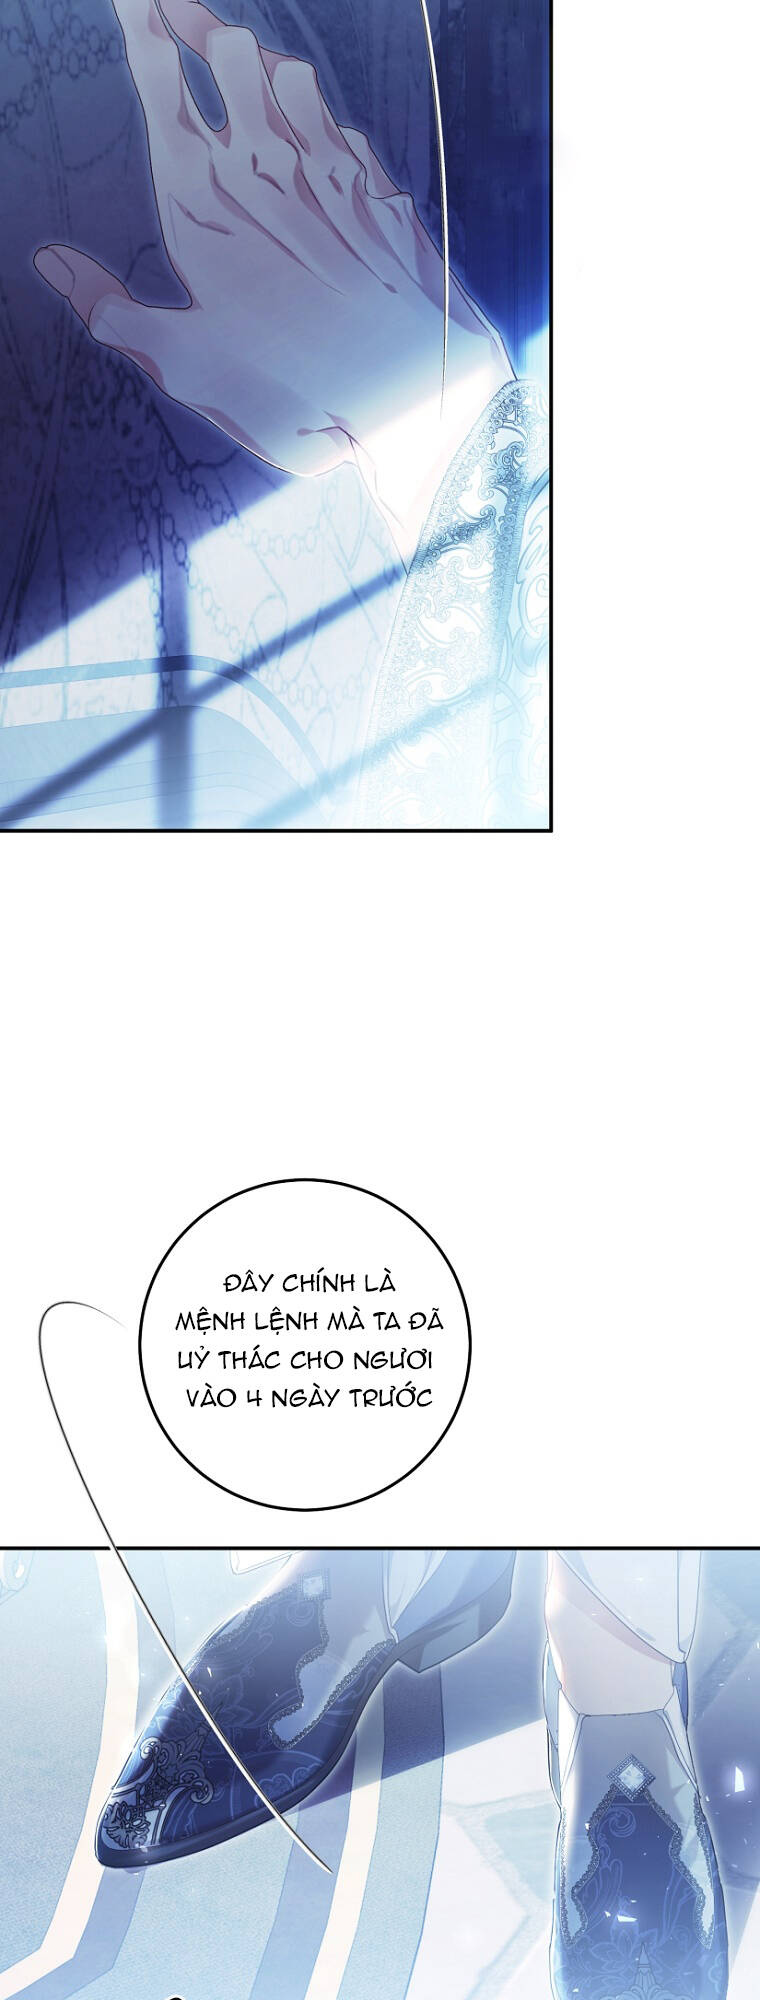 ĐÂY CHÍNH LÀ
MỆNH LỆNH MÀ TA ĐÃ
UỶ THÁC CHO NGƯƠI
VÀO 4 NGÀY TRƯỚC